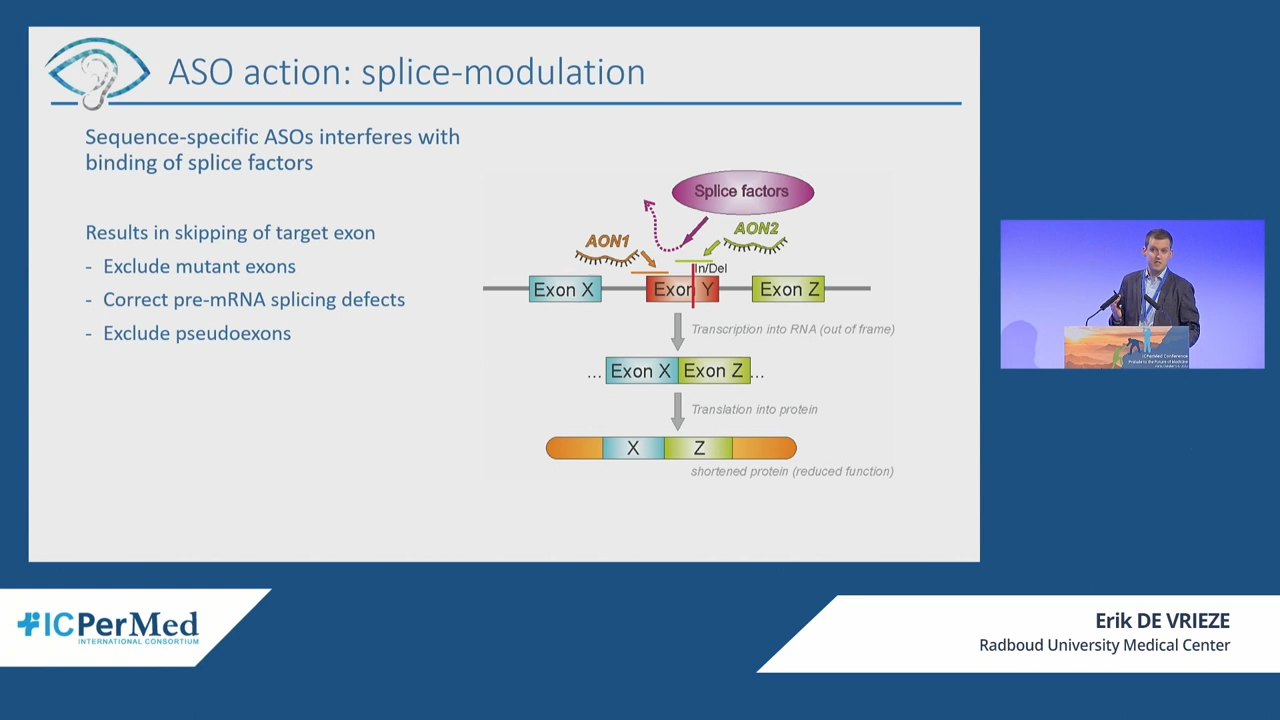 ASO action: splice-modulation
Sequence-specific ASOs interferes with
binding of splice factors
Results in skipping of target exon
- Exclude mutant exons
- Correct pre-mRNA splicing defects
- Exclude pseudoexons
Splice factors
AON1
AON2
In/Del
Exon X
Exon Y
Exon Z
Transcription into RNA (out of frame)
... Exon X Exon Z ...
Translation into protein
X Z
shortened protein (reduced function)
ICPerMed Conference
ICPerMed
INTERNATIONAL CONSORTIUM
Erik DE VRIEZE
Radboud University Medical Center